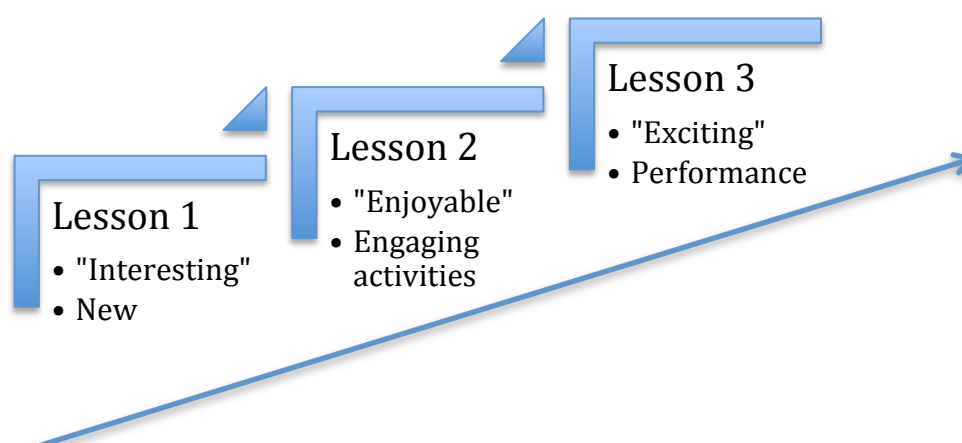 Lesson 1
• "Interesting"
• New
Lesson 2
• "Enjoyable"
• Engaging
activities
Lesson 3
• "Exciting"
• Performance